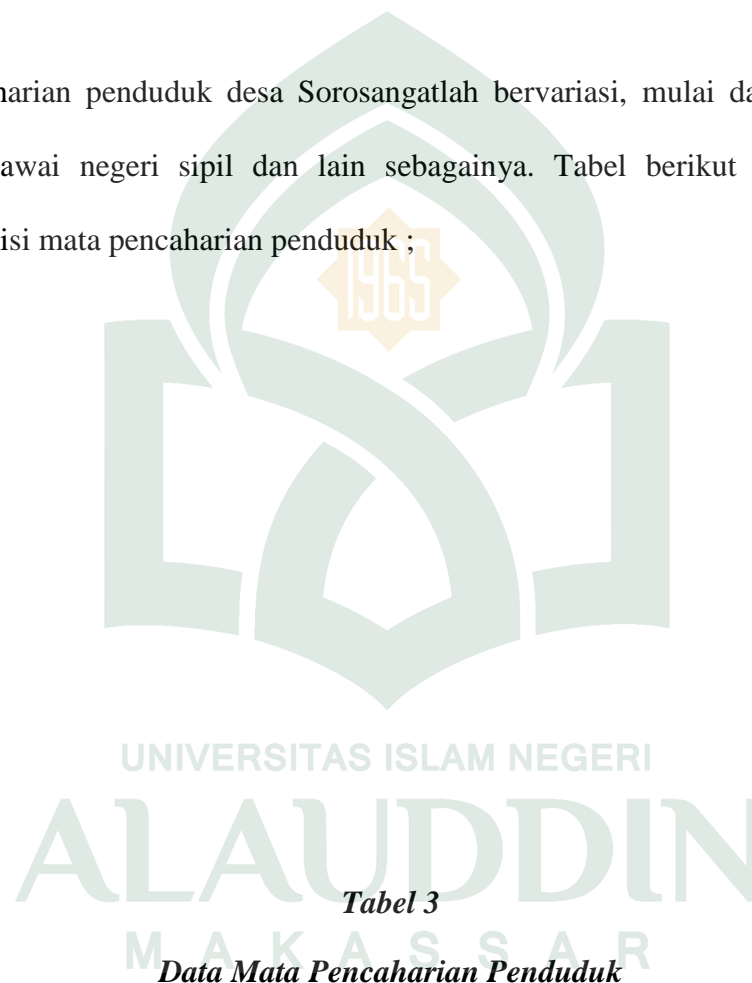 harian penduduk desa Sorosangatlah bervariasi, mulai da
awai negeri sipil dan lain sebagainya. Tabel berikut
isi mata pencaharian penduduk ;
1965
UNIVERSITAS ISLAM NEGERI
ALAUDDIN
Tabel 3
MAKASSAR
Data Mata Pencaharian Penduduk